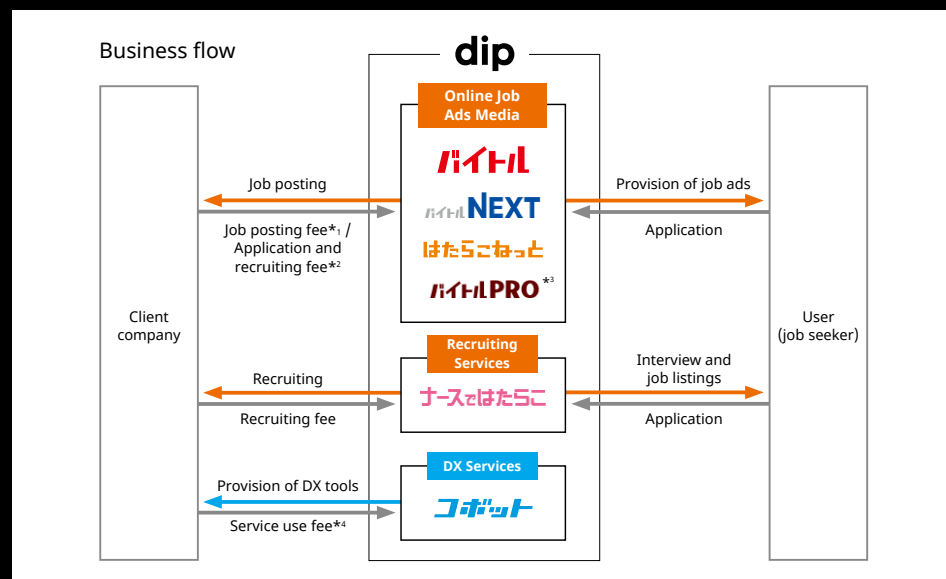 Business flow
dip
Online Job
Ads Media
バイトル
バイトルNEXT
はたらこねっと
バイトルPRO*3
Job posting
Job posting fee*1 /
Application and
recruiting fee*2
Provision of job ads
Application
Client
company
User
(job seeker)
Recruiting
Services
ナースではたらこ
Recruiting
Recruiting fee
Interview and
job listings
Application
DX Services
コボット
Provision of DX tools
Service use fee*4